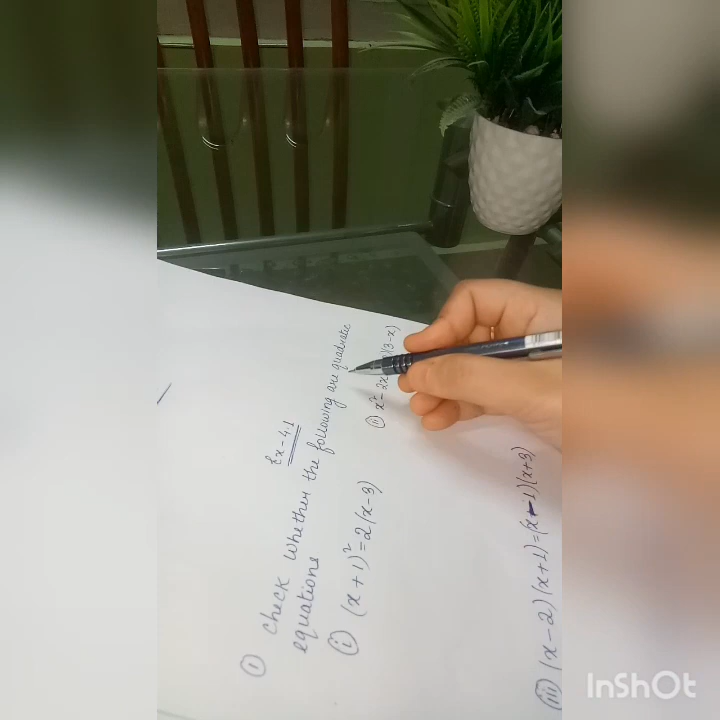 Ex-4.1
① check whether the following are quadratic
equations
(i) (x+1)² = 2(x-3)
(ii) x² - 2x )(3-x)
(iii) (x-2)(x+1) = (x-1)(x+3)
InShOt